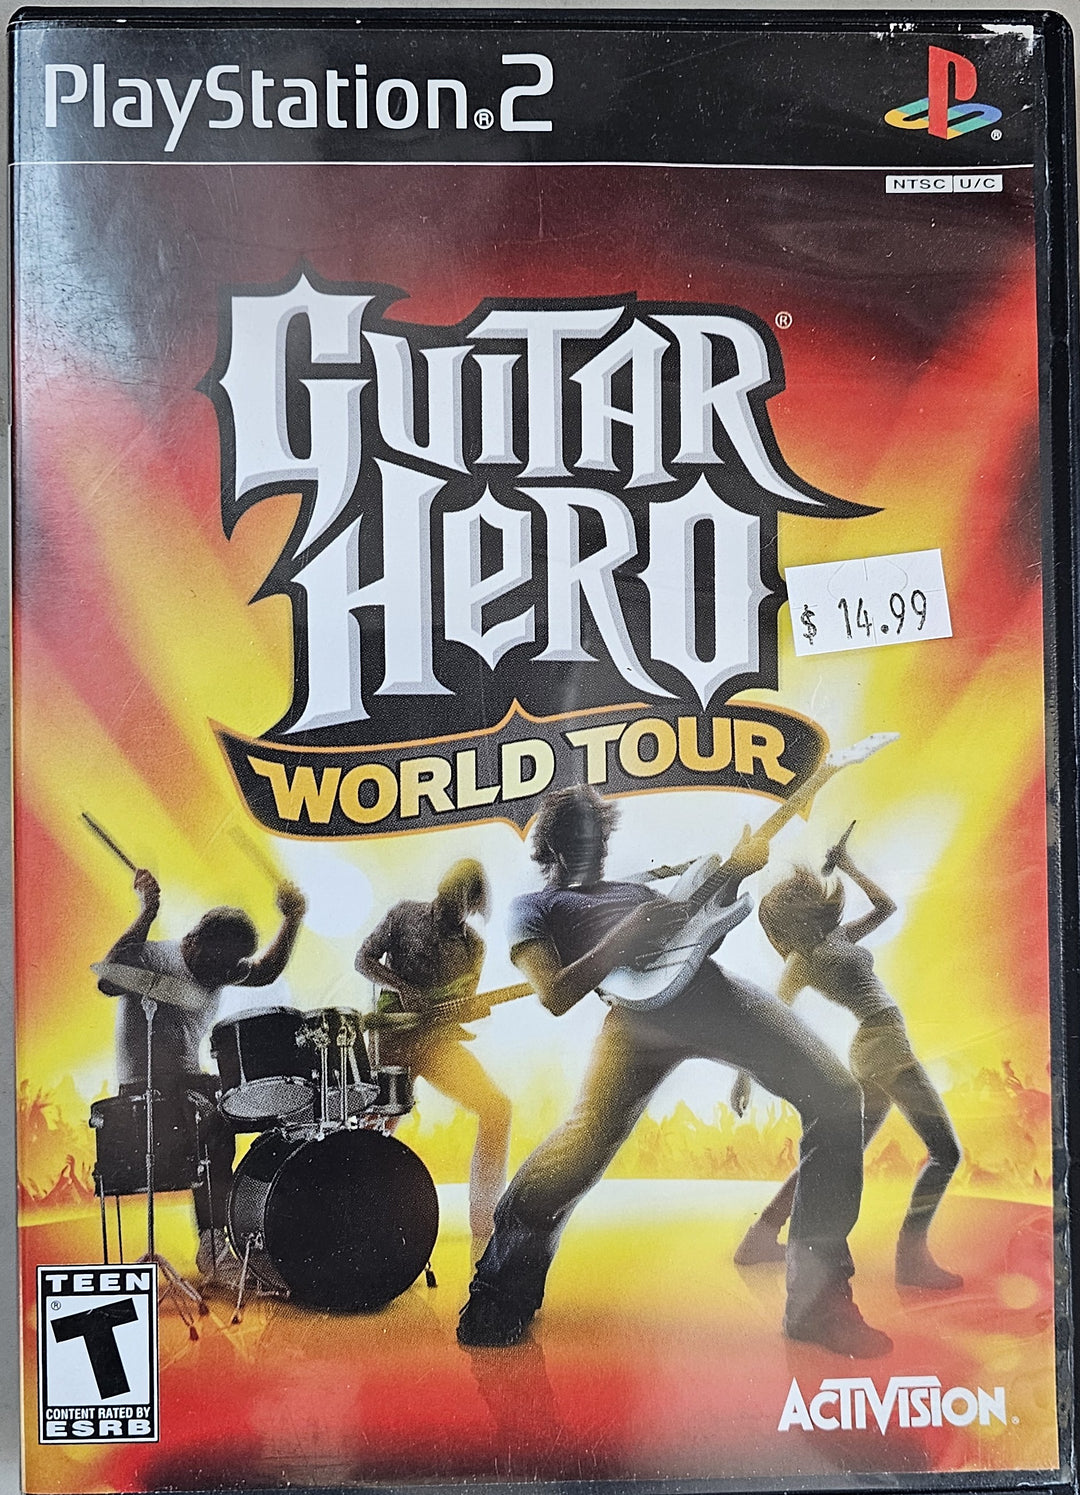 PlayStation®2
®
NTSC U/C
GUITAR
®
HERO
$ 14.99
WORLD TOUR
TEEN
®
T
CONTENT RATED BY
ESRB
ACTIVISION®